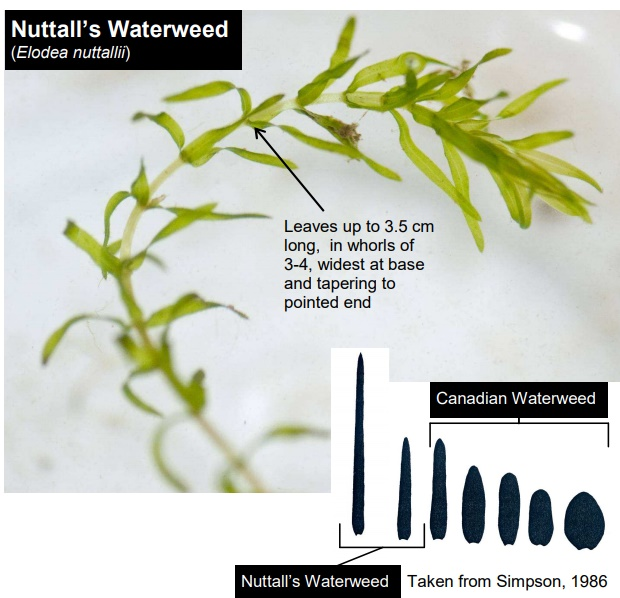 Nuttall's Waterweed
(Elodea nuttallii)
Leaves up to 3.5 cm
long, in whorls of
3-4, widest at base
and tapering to
pointed end
Canadian Waterweed
Nuttall's Waterweed
Taken from Simpson, 1986